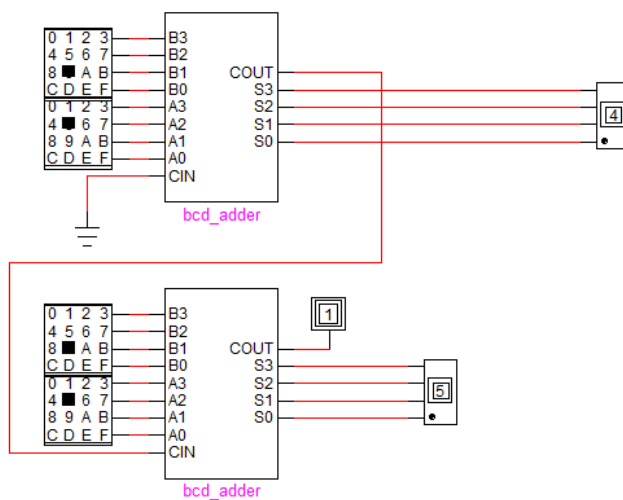 0 1 2 3
4 5 6 7
8 A B
C D E F
0 1 2 3
4 6 7
8 9 A B
C D E F
B3
B2
B1
B0
A3
A2
A1
A0
CIN
COUT
S3
S2
S1
S0
bcd_adder
4
0 1 2 3
4 5 6 7
8 A B
C D E F
0 1 2 3
4 6 7
8 9 A B
C D E F
B3
B2
B1
B0
A3
A2
A1
A0
CIN
COUT
S3
S2
S1
S0
bcd_adder
1
5